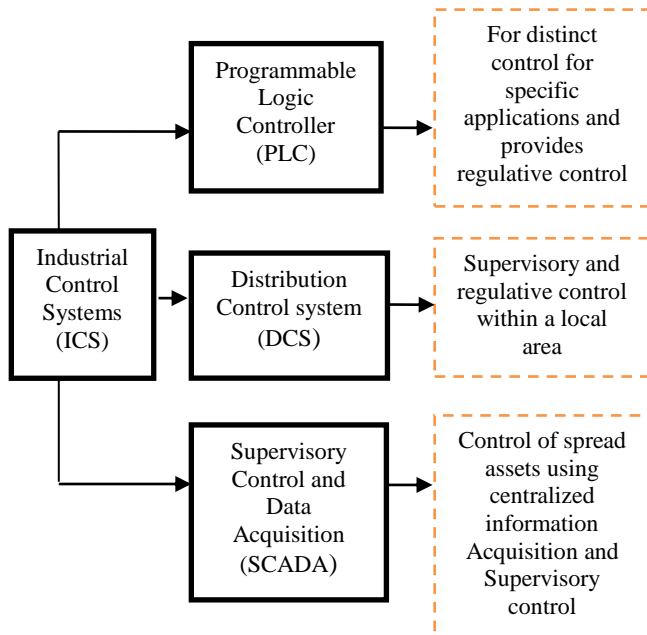 Programmable
Logic
Controller
(PLC)
For distinct
control for
specific
applications and
provides
regulative control
Industrial
Control
Systems
(ICS)
Distribution
Control system
(DCS)
Supervisory and
regulative control
within a local
area
Supervisory
Control and
Data
Acquisition
(SCADA)
Control of spread
assets using
centralized
information
Acquisition and
Supervisory
control